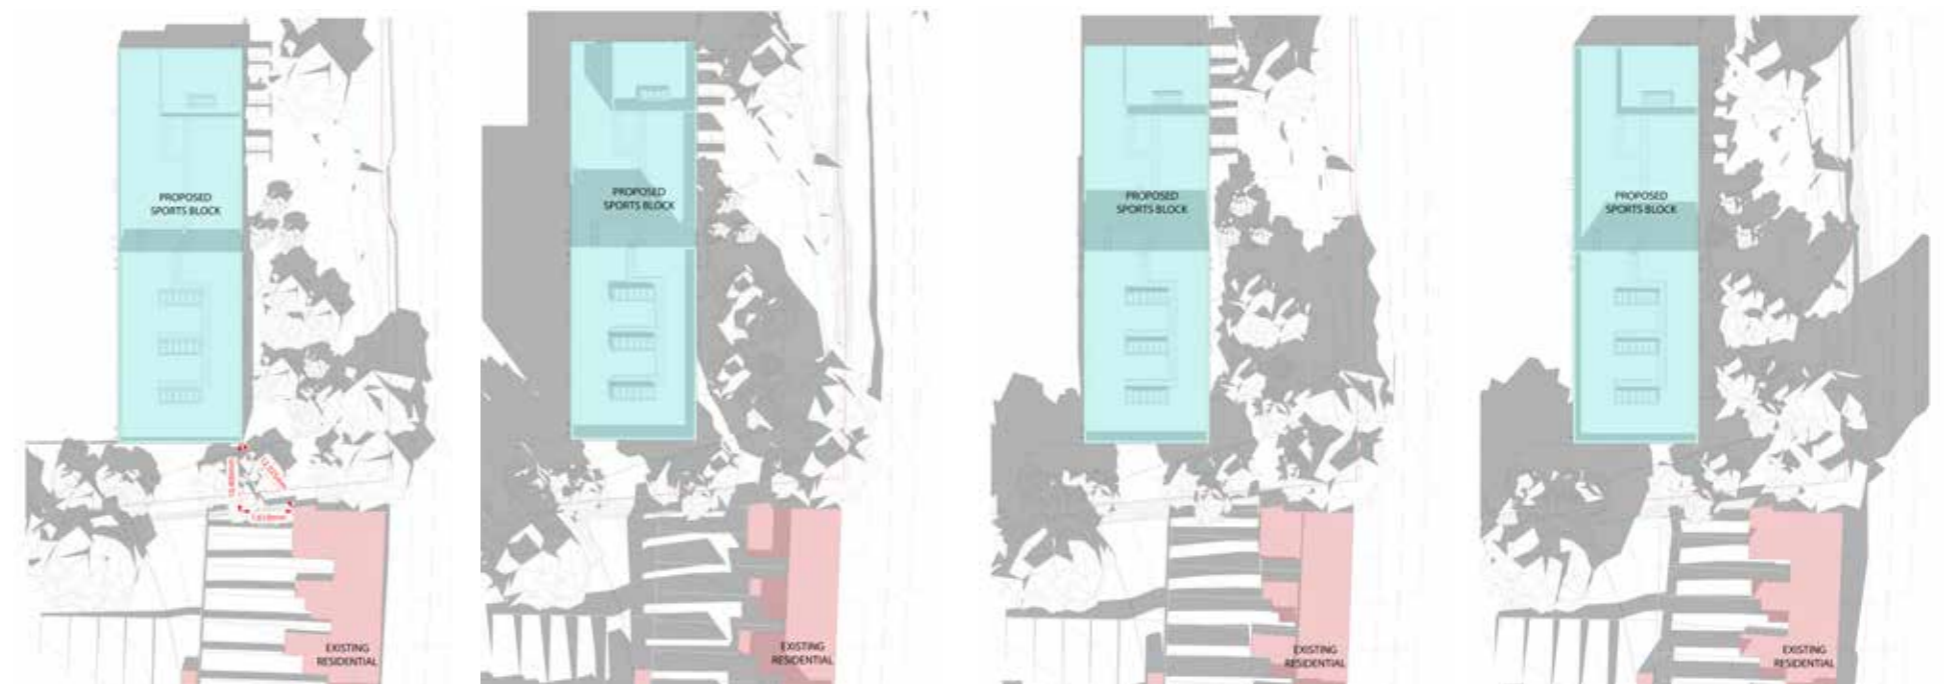 PROPOSED
SPORTS BLOCK
EXISTING
RESIDENTIAL
PROPOSED
SPORTS BLOCK
EXISTING
RESIDENTIAL
PROPOSED
SPORTS BLOCK
EXISTING
RESIDENTIAL
PROPOSED
SPORTS BLOCK
EXISTING
RESIDENTIAL